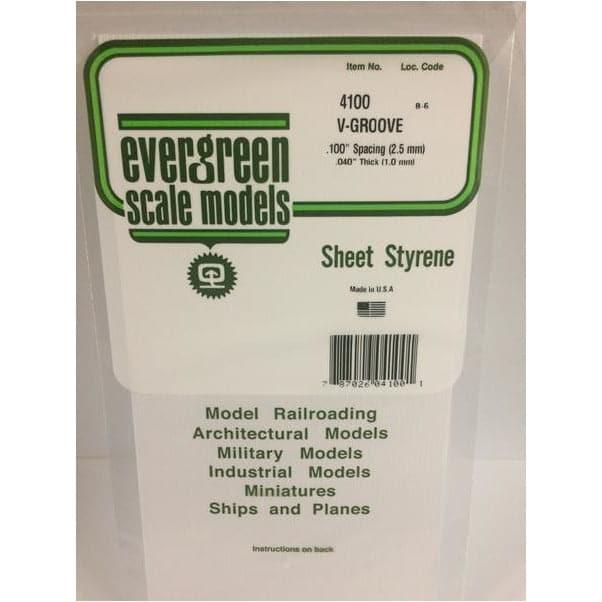 Item No. Loc. Code
4100 B-6
V-GROOVE
.100" Spacing (2.5 mm)
.040" Thick (1.0 mm)
evergreen
scale models
Sheet Styrene
Made in U.S.A
7 87026 04100 1
Model Railroading
Architectural Models
Military Models
Industrial Models
Miniatures
Ships and Planes
Instructions on back